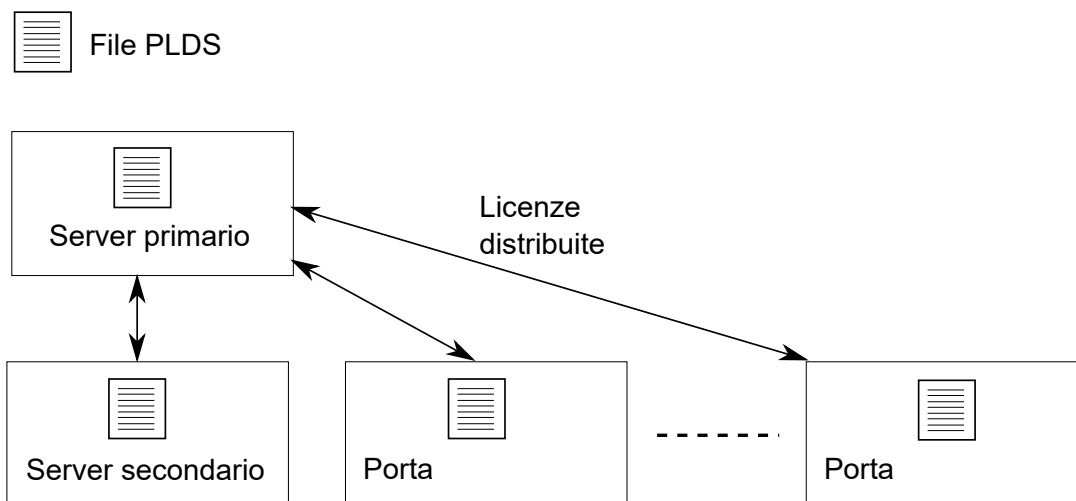 File PLDS
Server primario
Licenze
distribuite
Server secondario
Porta
Porta